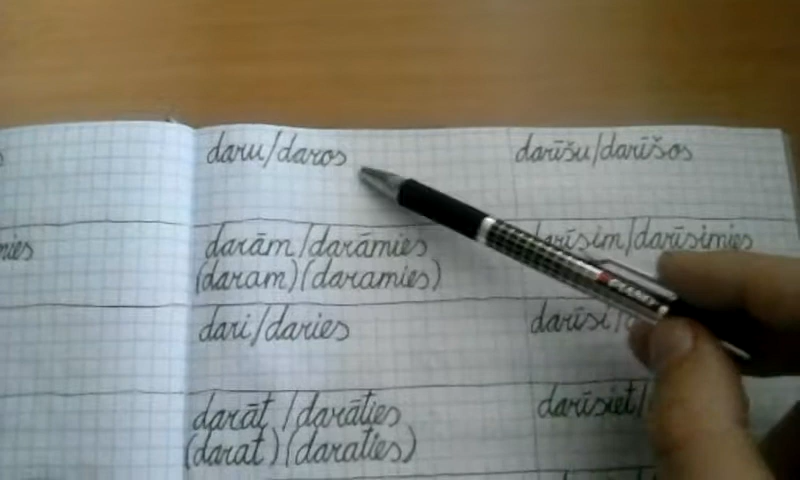 daru/daros
darīšu/darīšos
darām/darāmies
(daram)(daramies)
darīsim/darīsimies
dari/daries
darīsi/
darāt/darāties
(darat)(daraties)
darīsiet/